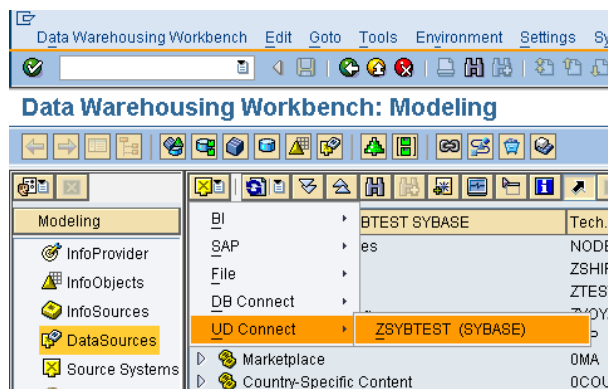 Data Warehousing Workbench Edit Goto Tools Environment Settings Sy
Data Warehousing Workbench: Modeling
Modeling
BI
BTEST SYBASE
Tech.
InfoProvider
SAP
es
NODE
InfoObjects
File
ZSHIF
ZTES
InfoSources
DB Connect
DataSources
UD Connect
ZSYBTEST (SYBASE)
Source Systems
Marketplace
0MA
Country-Specific Content
0COU